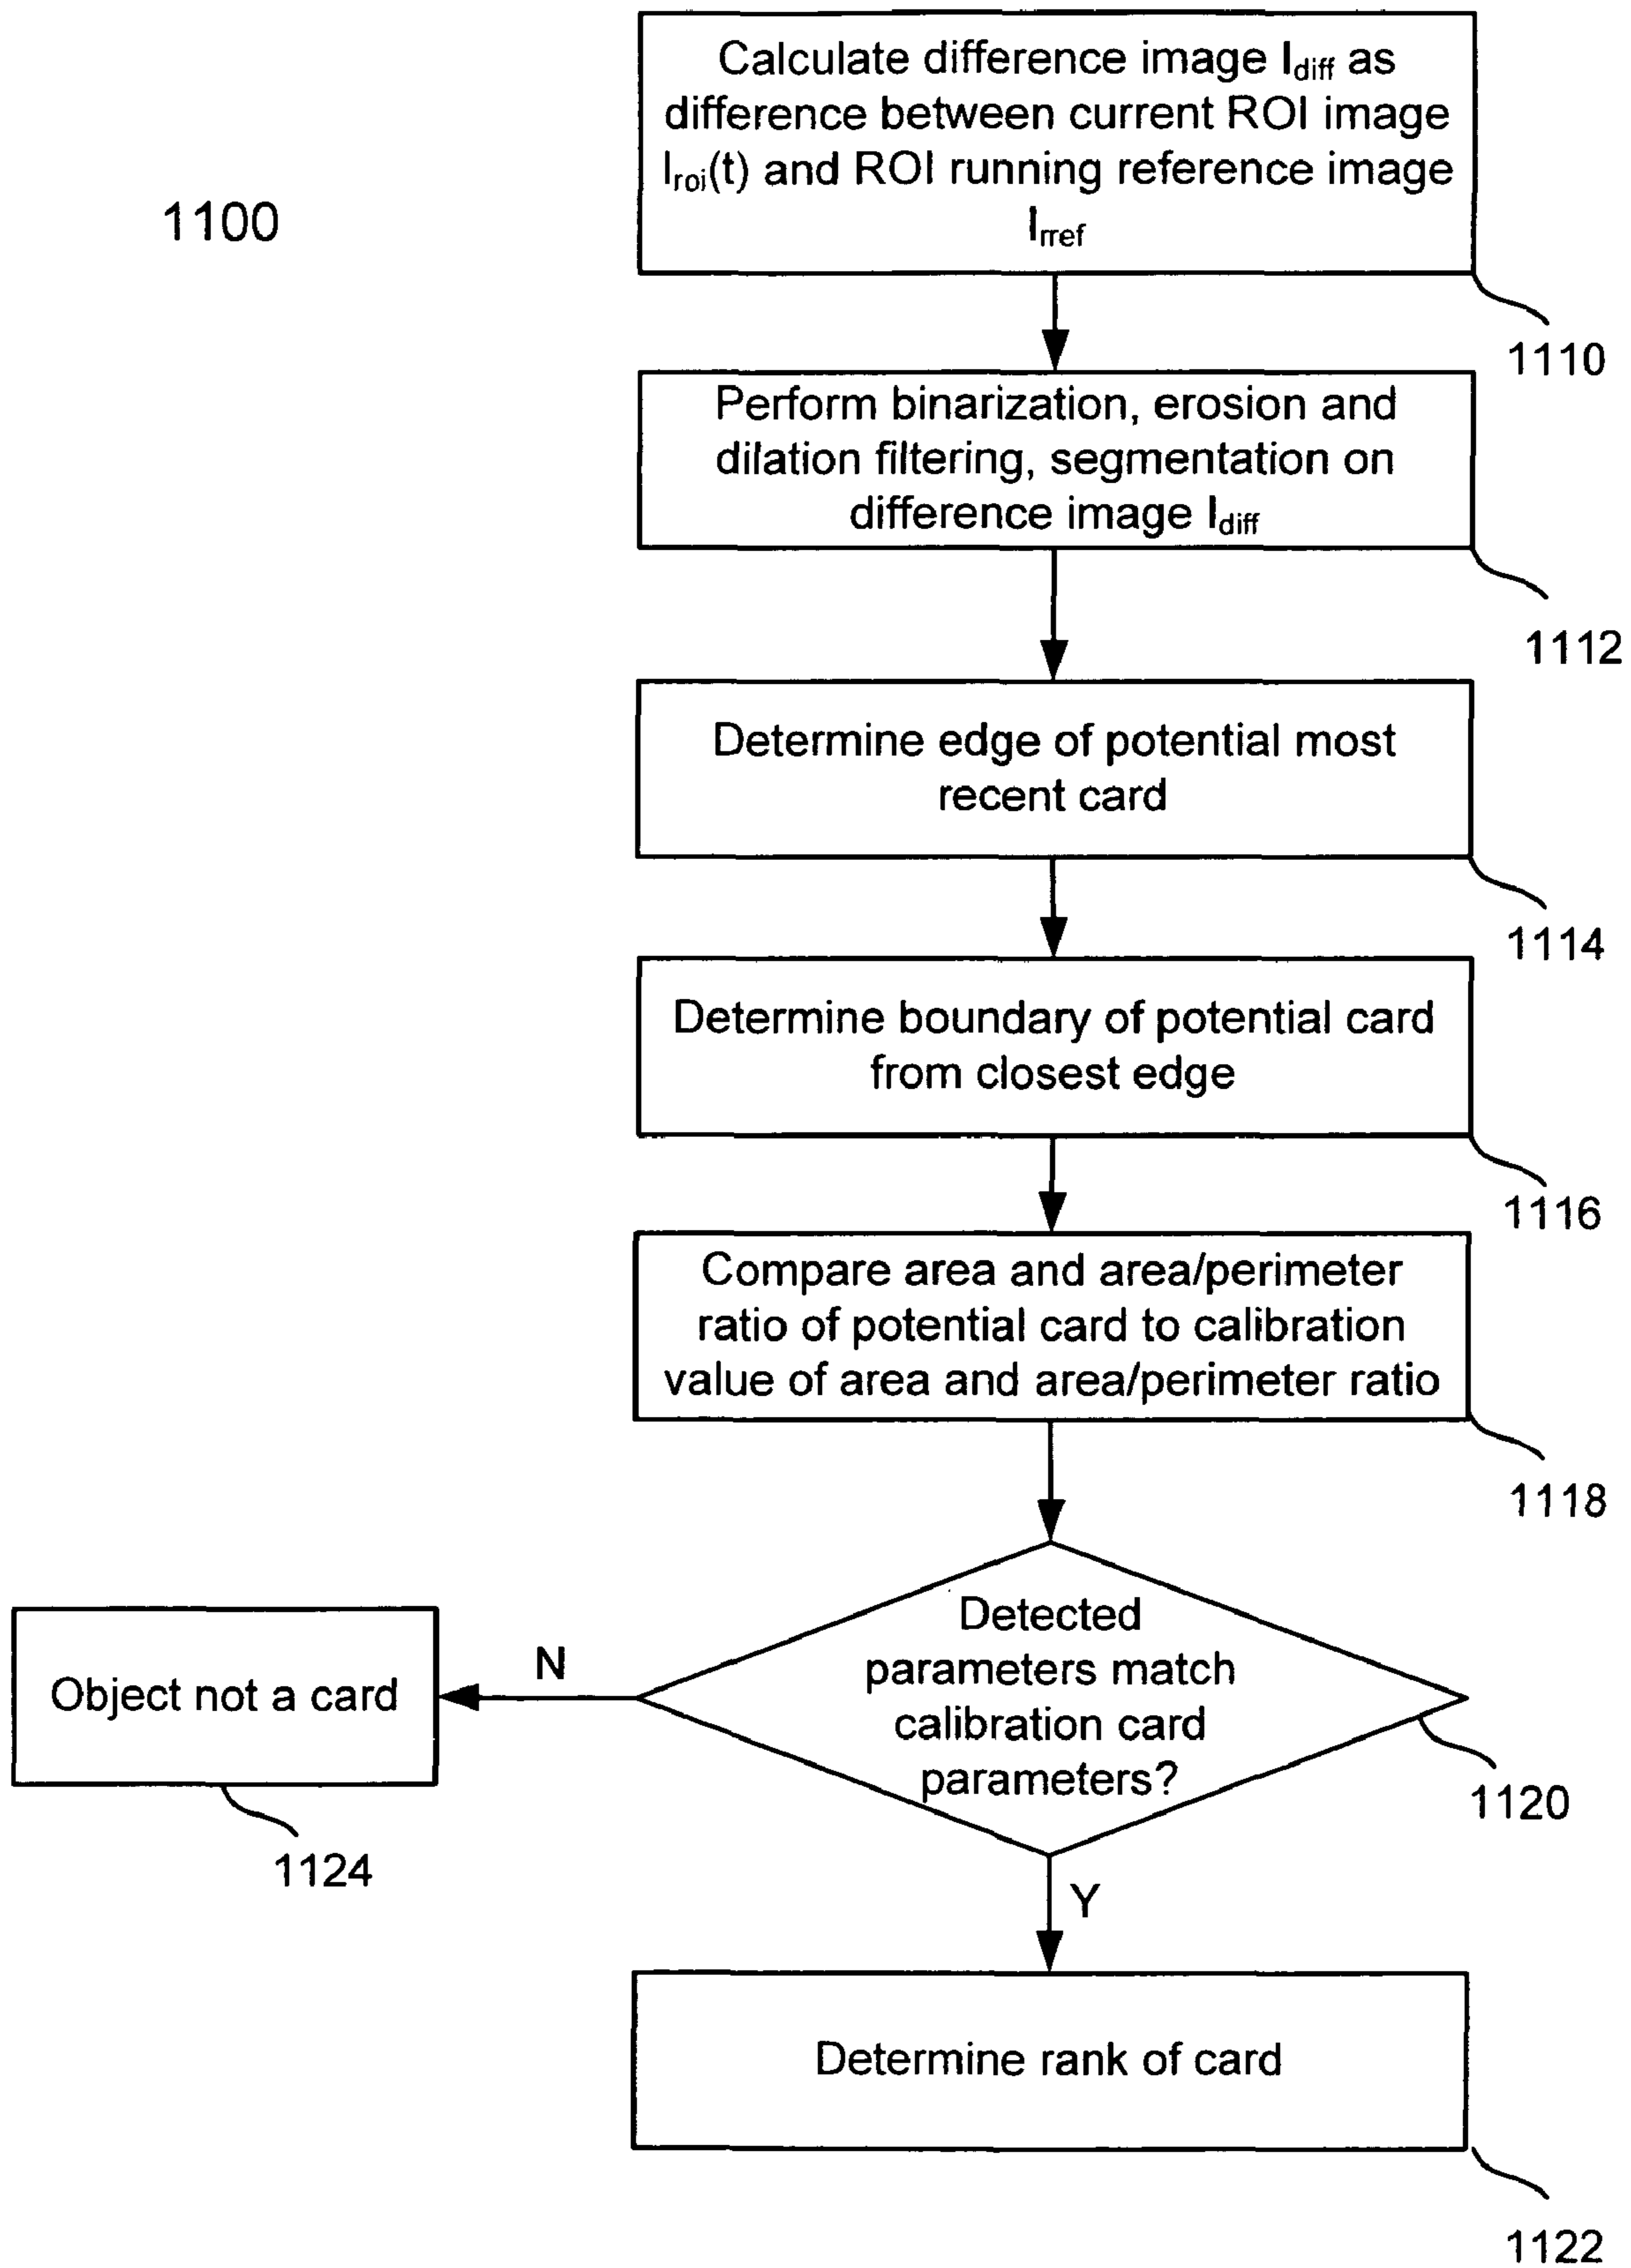 Calculate difference image Idiff as
difference between current ROI image
Iroi(t) and ROI running reference image
Irref
1100
1110
Perform binarization, erosion and
dilation filtering, segmentation on
difference image Idiff
1112
Determine edge of potential most
recent card
1114
Determine boundary of potential card
from closest edge
1116
Compare area and area/perimeter
ratio of potential card to calibration
value of area and area/perimeter ratio
1118
Detected
parameters match
calibration card
parameters?
1120
N
Object not a card
1124
Y
Determine rank of card
1122